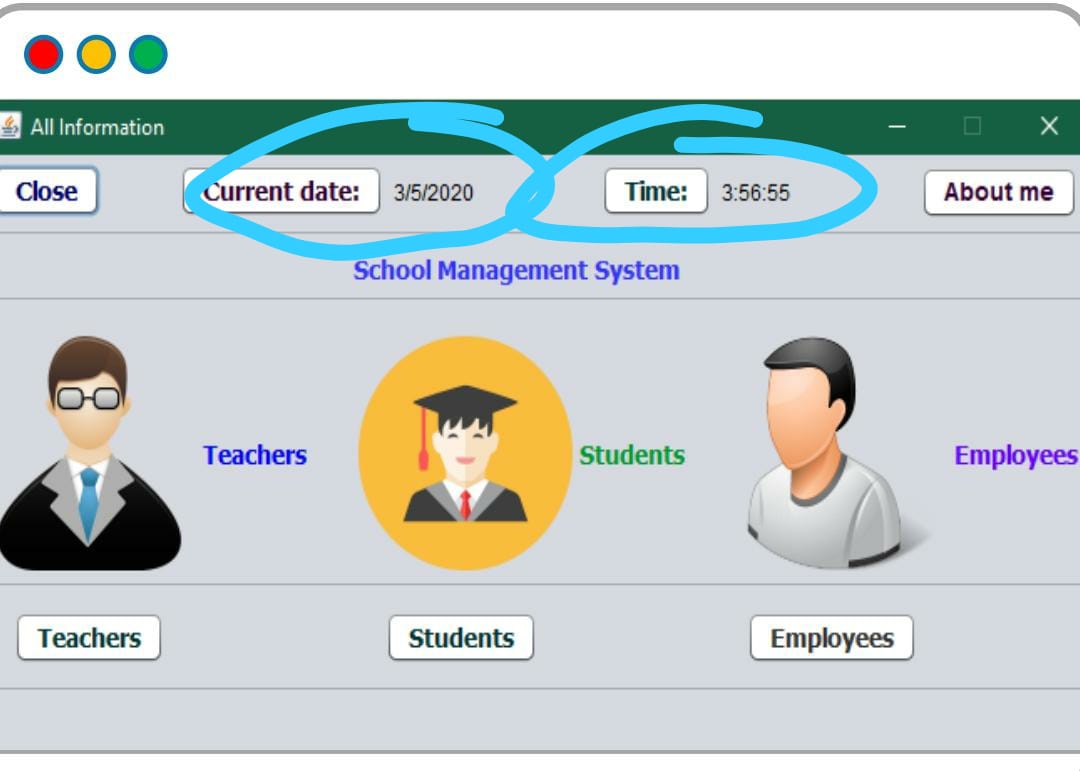 All Information
Close Current date: 3/5/2020 Time: 3:56:55 About me
School Management System
Teachers Students Employees
Teachers Students Employees